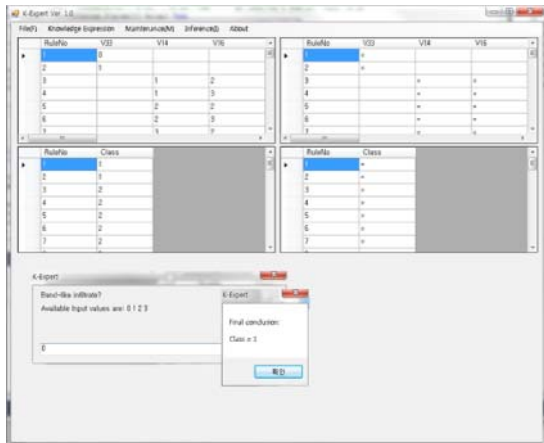 K-Expert Ver 1.0
File(F) Knowledge Expression Maintenance(M) Inference(I) About
RuleNo V33 V14 V16
1 0
2 3
3 1 2
4 1 3
5 2 2
6 2 3
7 3 2
RuleNo V33 V14 V16
1 =
2 =
3 = =
4 = =
5 = =
6 = =
7 = =
RuleNo Class
1
2
3 2
4 2
5 2
6 2
7 2
RuleNo Class
1 =
2 =
3 =
4 =
5 =
6 =
7 =
K-Expert
Band-like infiltrate?
Available Input values are: 0 1 2 3
0
K-Expert
Final conclusion:
Class = 3
확인